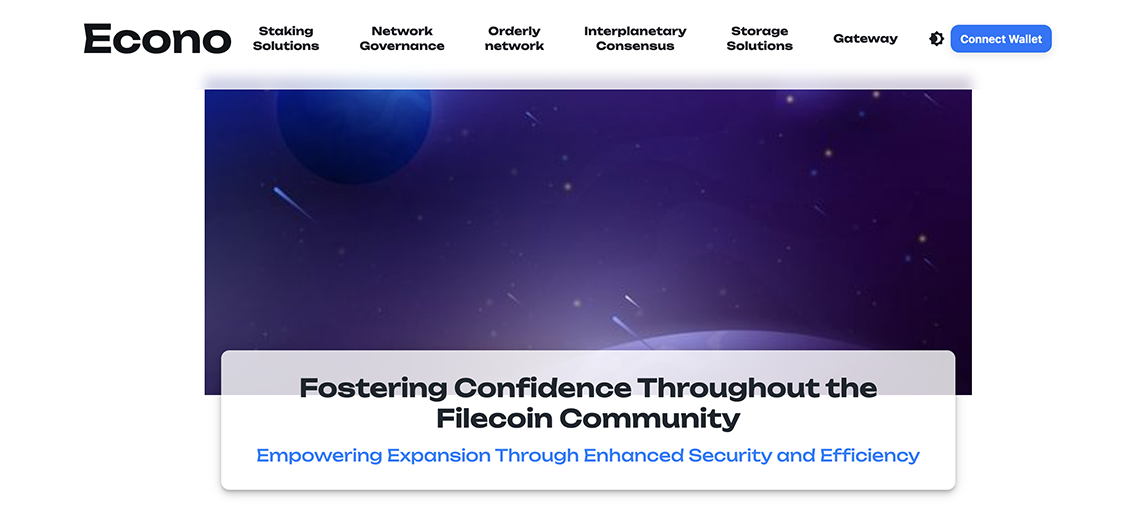 Econo
Staking
Solutions
Network
Governance
Orderly
network
Interplanetary
Consensus
Storage
Solutions
Gateway
Connect Wallet
Fostering Confidence Throughout the
Filecoin Community
Empowering Expansion Through Enhanced Security and Efficiency